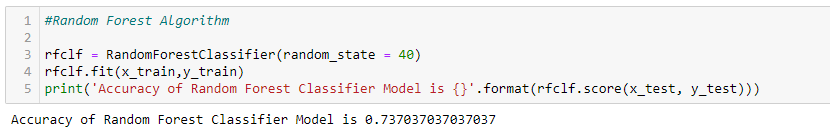 1 #Random Forest Algorithm
2
3 rfclf = RandomForestClassifier(random_state = 40)
4 rfclf.fit(x_train,y_train)
5 print('Accuracy of Random Forest Classifier Model is {}'.format(rfclf.score(x_test, y_test)))
Accuracy of Random Forest Classifier Model is 0.737037037037037